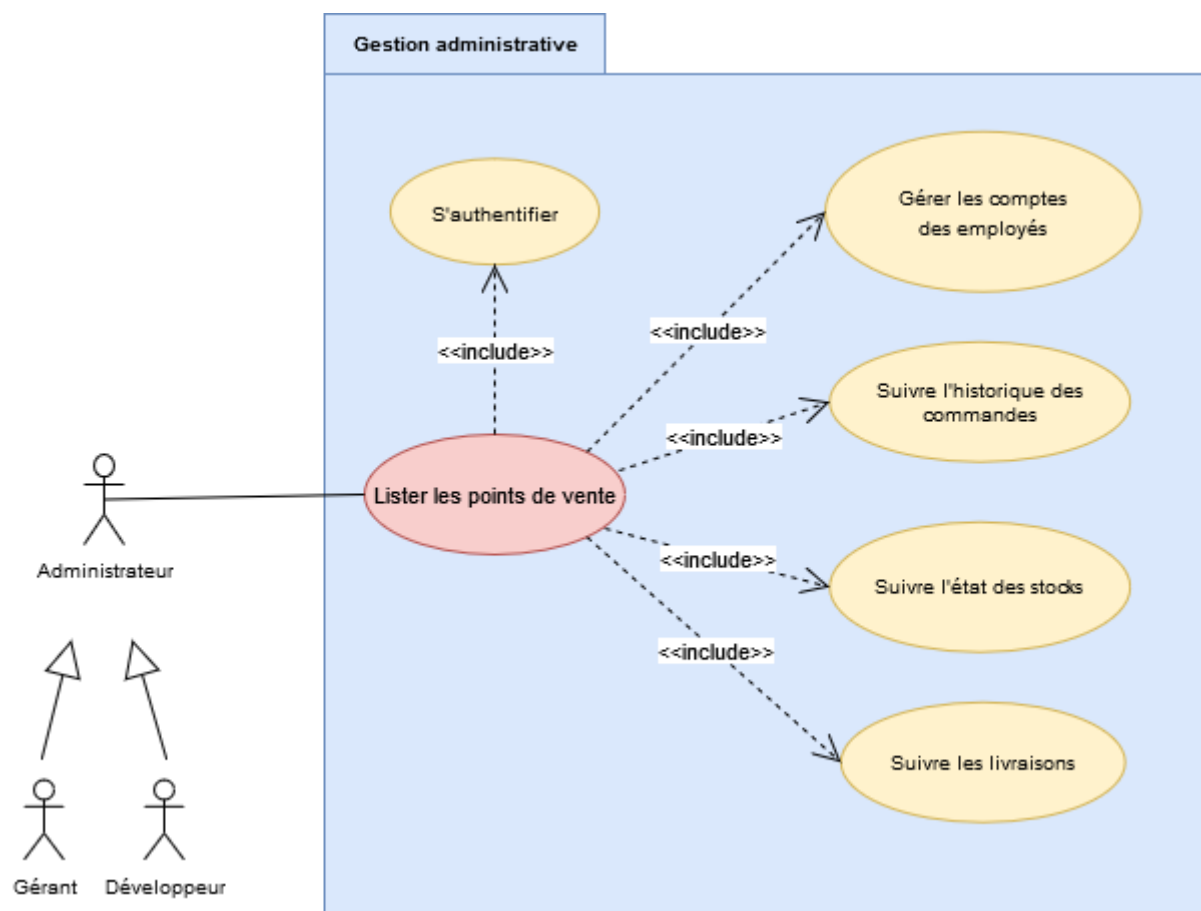 Gestion administrative
S'authentifier
Gérer les comptes
des employés
<<include>>
<<include>>
Suivre l'historique des
commandes
<<include>>
Lister les points de vente
Administrateur
<<include>>
Suivre l'état des stocks
<<include>>
Suivre les livraisons
Gérant
Développeur